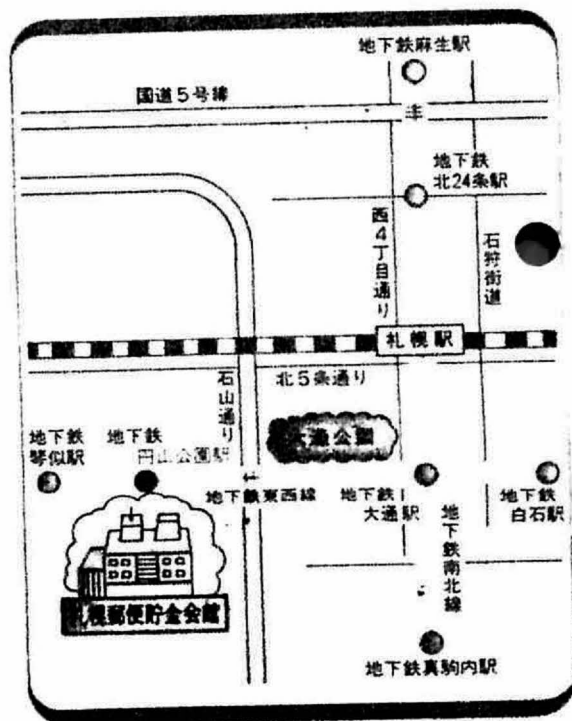 地下鉄麻生駅
国道5号線
地下鉄
北24条駅
西4丁目通り
石狩街道
札幌駅
石山通り
北5条通り
大通公園
地下鉄
琴似駅
地下鉄
円山公園駅
地下鉄東西線
地下鉄
大通駅
地下鉄
白石駅
地下鉄南北線
札幌郵便貯金会館
地下鉄真駒内駅